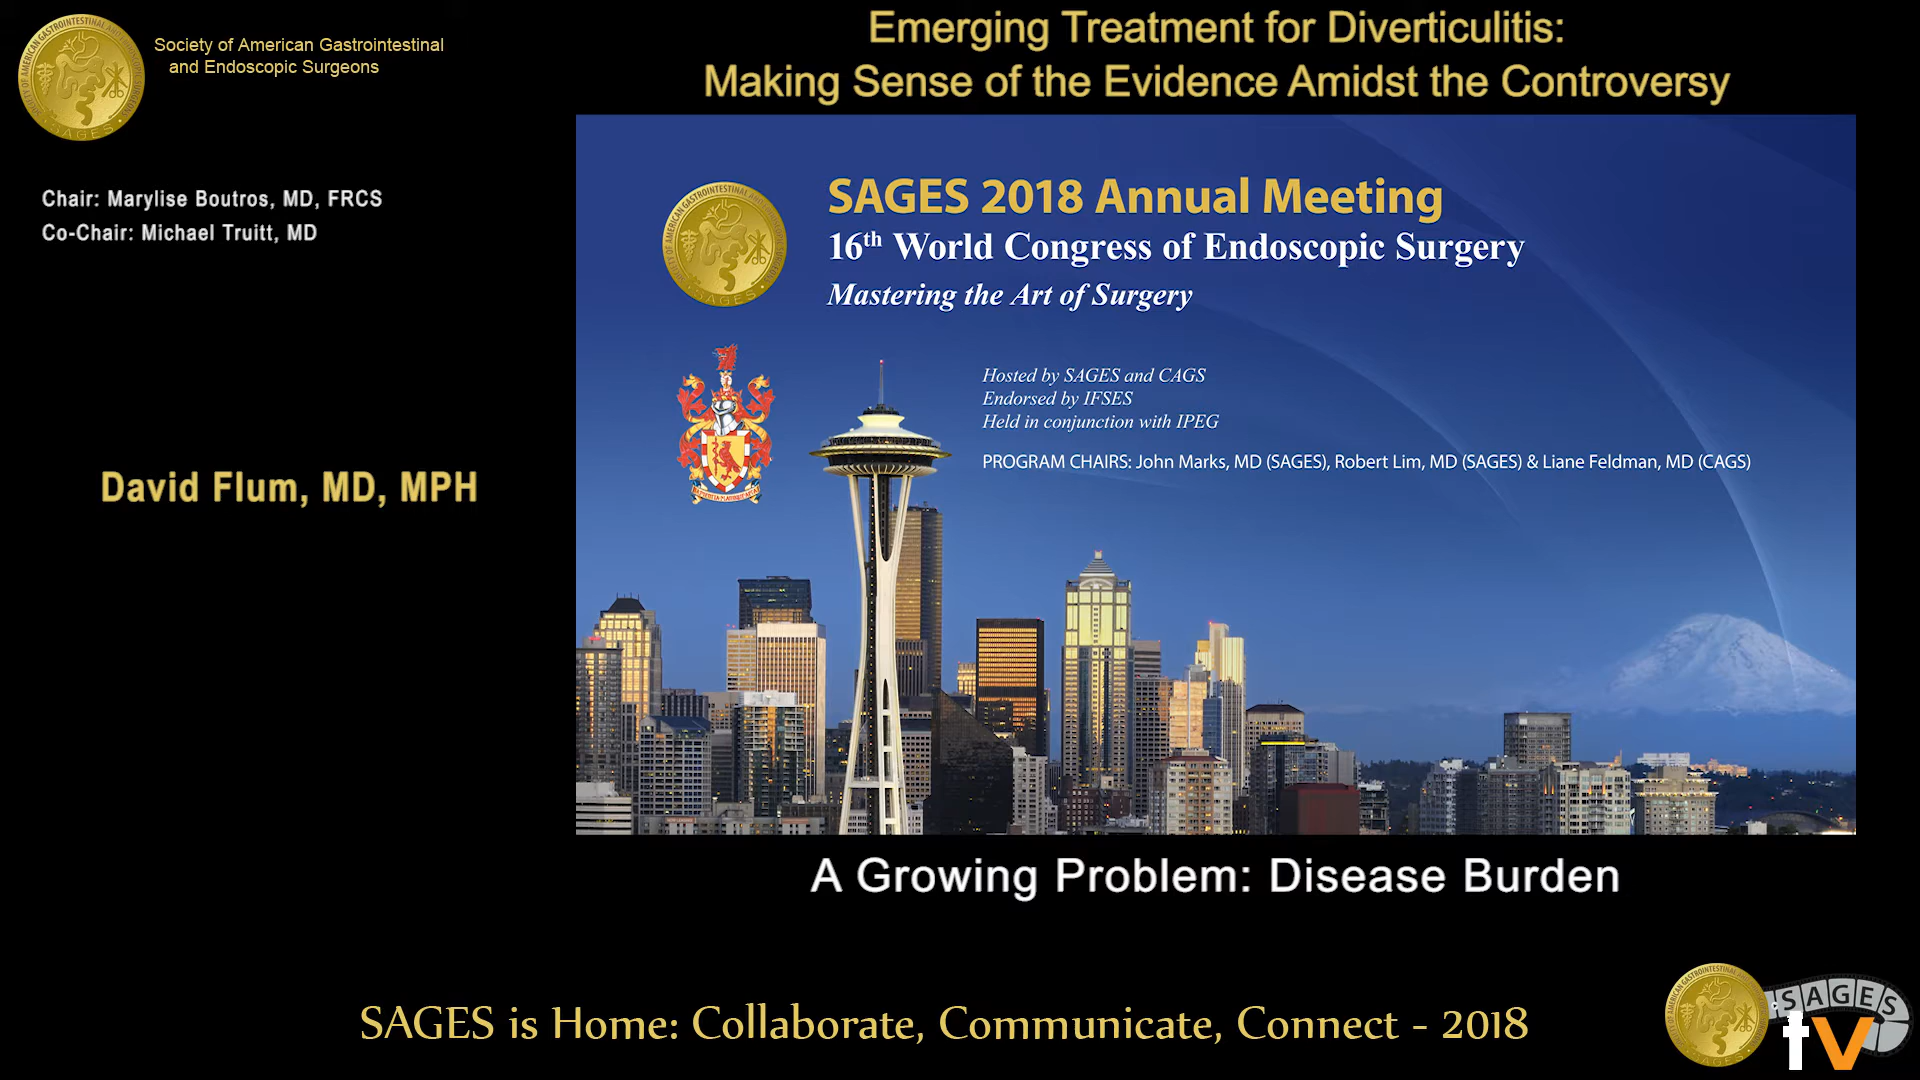 Society of American Gastrointestinal
and Endoscopic Surgeons
Emerging Treatment for Diverticulitis:
Making Sense of the Evidence Amidst the Controversy
Chair: Marylise Boutros, MD, FRCS
Co-Chair: Michael Truitt, MD
David Flum, MD, MPH
SAGES 2018 Annual Meeting
16th World Congress of Endoscopic Surgery
Mastering the Art of Surgery
Hosted by SAGES and CAGS
Endorsed by IFSES
Held in conjunction with IPEG
PROGRAM CHAIRS: John Marks, MD (SAGES), Robert Lim, MD (SAGES) & Liane Feldman, MD (CAGS)
A Growing Problem: Disease Burden
SAGES is Home: Collaborate, Communicate, Connect - 2018
SAGES
tv